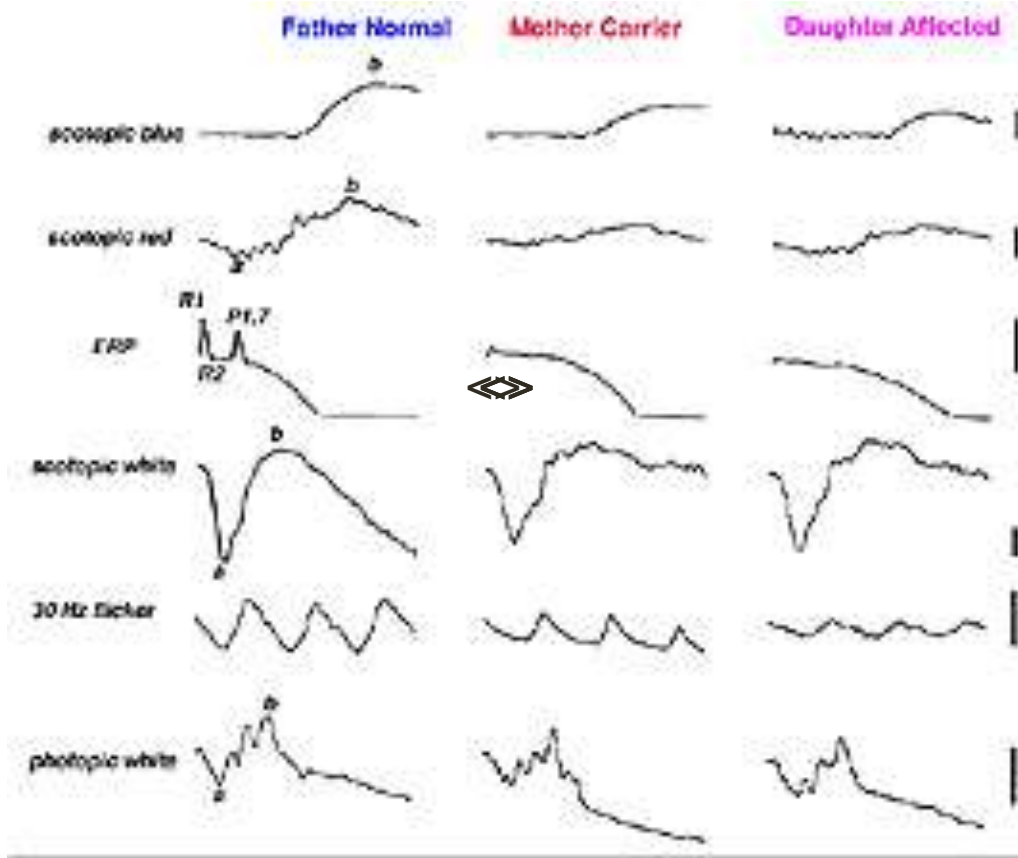 Father Normal Mother Carrier Daughter Affected
b
scotopic blue
b
scotopic red
a
R1
P1,7
ERP
R2
b
scotopic white
a
30 Hz flicker
b
photopic white
a